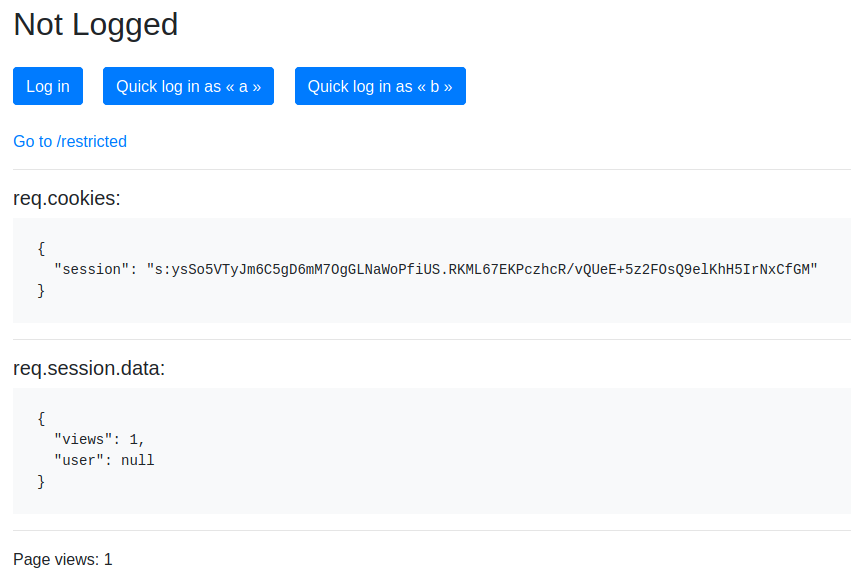 Not Logged
Log in Quick log in as « a » Quick log in as « b »
Go to /restricted
req.cookies:
{
  "session": "s:ysSo5VTyJm6C5gD6mM7OgGLNaWoPfiUS.RKML67EKPczhcR/vQUeE+5z2FOsQ9elKhH5IrNxCfGM"
}
req.session.data:
{
  "views": 1,
  "user": null
}
Page views: 1